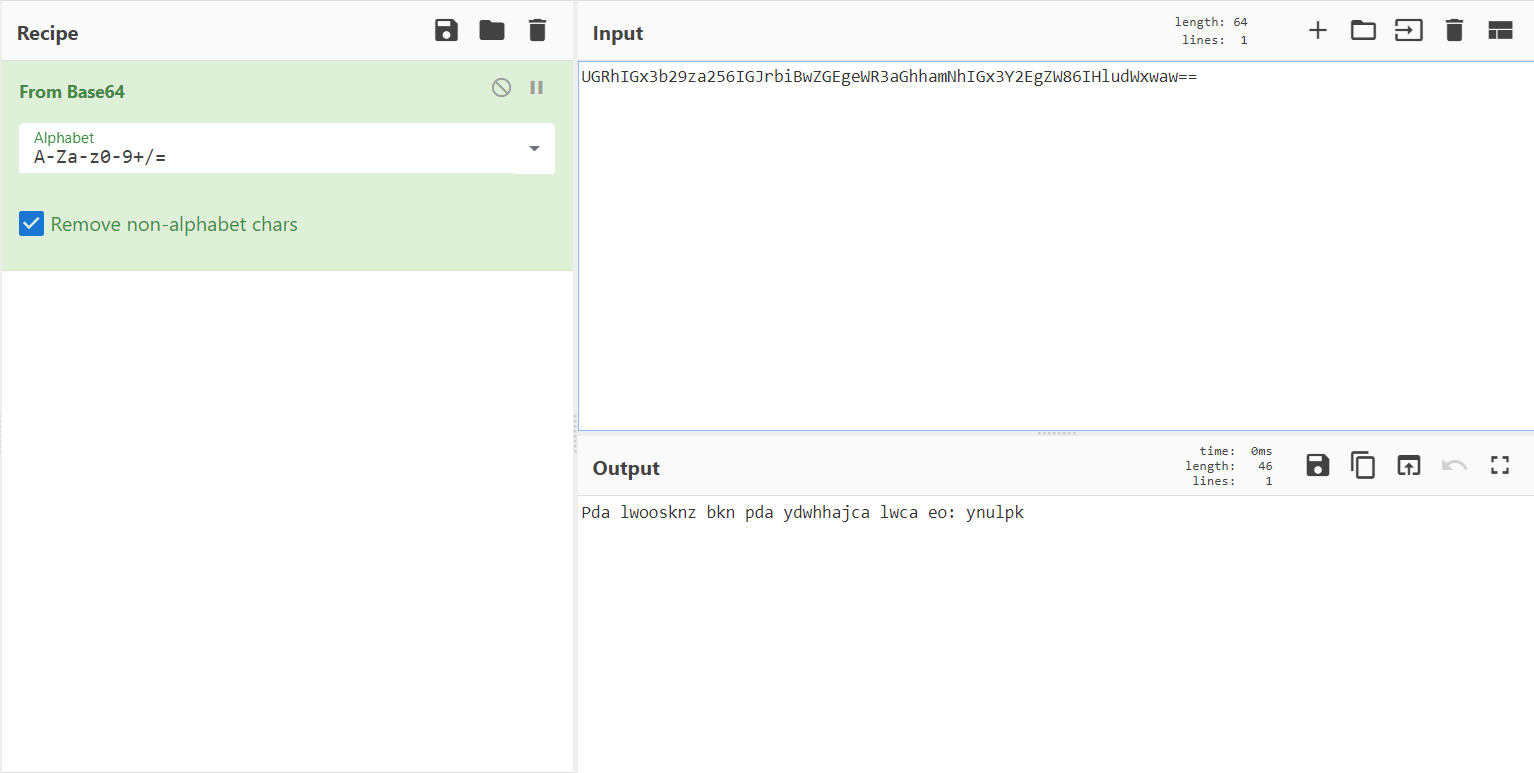 Recipe
From Base64
Alphabet
A-Za-z0-9+/=
Remove non-alphabet chars
Input
length: 64
lines: 1
UGRhIGx3b29za256IGJrbiBwZGEgeWR3aGhhamNhIGx3Y2EgZW86IHludWxwaw==
Output
time: 0ms
length: 46
lines: 1
Pda lwoosknz bkn pda ydwhhajca lwca eo: ynulpk